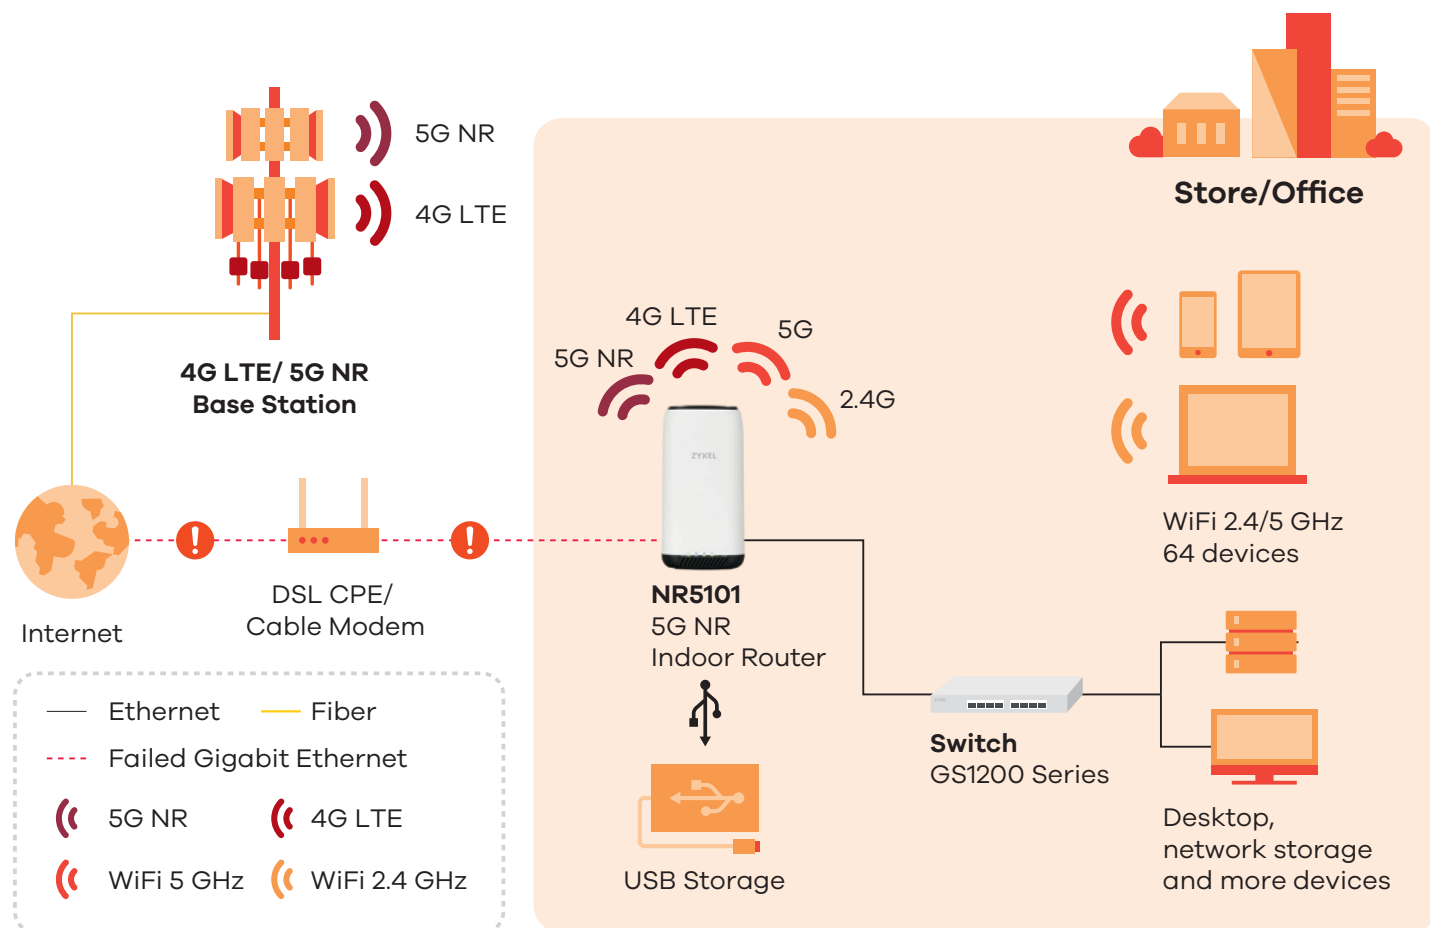 5G NR
4G LTE
4G LTE/ 5G NR
Base Station
Internet
DSL CPE/
Cable Modem
Ethernet
Fiber
Failed Gigabit Ethernet
5G NR
4G LTE
WiFi 5 GHz
WiFi 2.4 GHz
Store/Office
4G LTE
5G
5G NR
2.4G
ZYXEL
NR5101
5G NR
Indoor Router
USB Storage
ZYXEL
Switch
GS1200 Series
WiFi 2.4/5 GHz
64 devices
Desktop,
network storage
and more devices